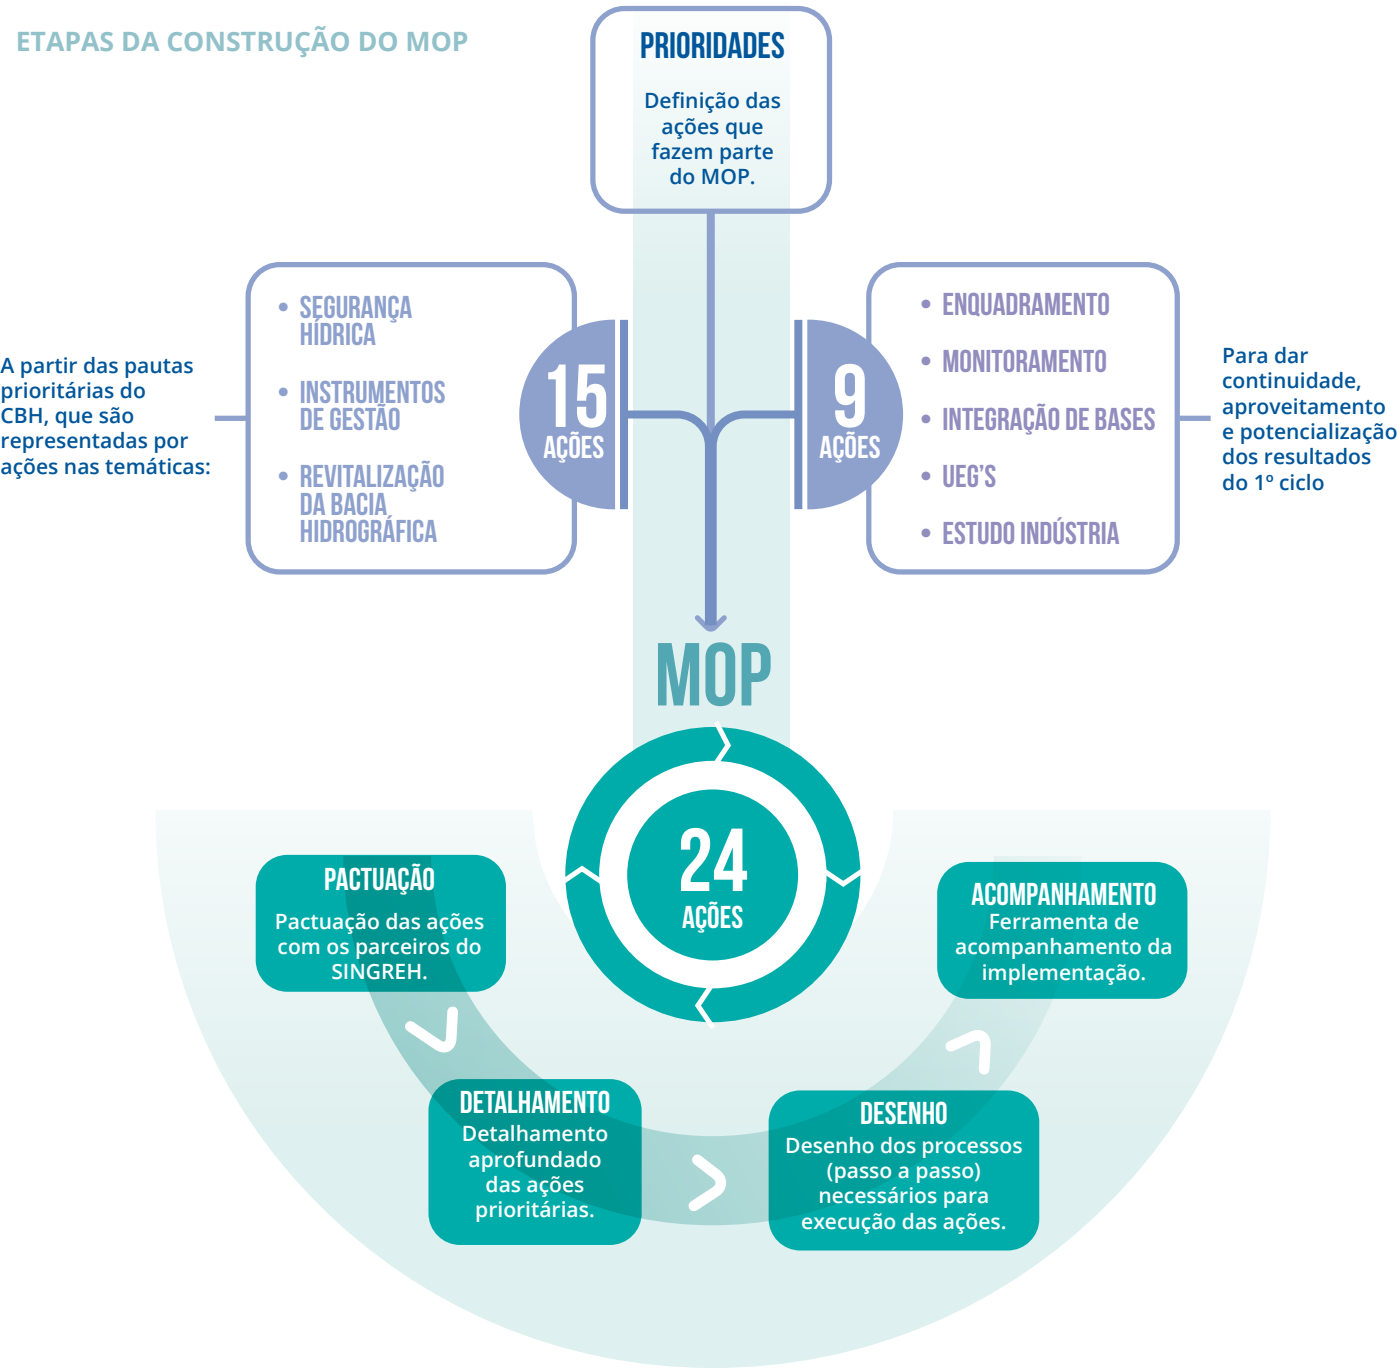 ETAPAS DA CONSTRUÇÃO DO MOP
PRIORIDADES
Definição das
ações que
fazem parte
do MOP.
A partir das pautas
prioritárias do
CBH, que são
representadas por
ações nas temáticas:
• SEGURANÇA
HÍDRICA
• INSTRUMENTOS
DE GESTÃO
• REVITALIZAÇÃO
DA BACIA
HIDROGRÁFICA
15
AÇÕES
9
AÇÕES
• ENQUADRAMENTO
• MONITORAMENTO
• INTEGRAÇÃO DE BASES
• UEG’S
• ESTUDO INDÚSTRIA
Para dar
continuidade,
aproveitamento
e potencialização
dos resultados
do 1º ciclo
MOP
24
AÇÕES
PACTUAÇÃO
Pactuação das ações
com os parceiros do
SINGREH.
DETALHAMENTO
Detalhamento
aprofundado
das ações
prioritárias.
DESENHO
Desenho dos processos
(passo a passo)
necessários para
execução das ações.
ACOMPANHAMENTO
Ferramenta de
acompanhamento da
implementação.